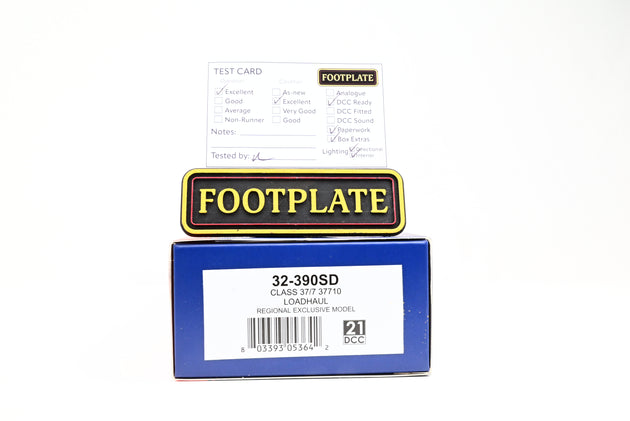 TEST CARD
FOOTPLATE
Excellent
Good
Average
Non-Runner
As-new
Excellent
Very Good
Good
Analogue
DCC Ready
DCC Fitted
DCC Sound
Paperwork
Box Extras
Notes:
Lighting Directional
Tested by:
FOOTPLATE
32-390SD
CLASS 37/7 37710
LOADHAUL
REGIONAL EXCLUSIVE MODEL
21
DCC
8 03393 05364 2